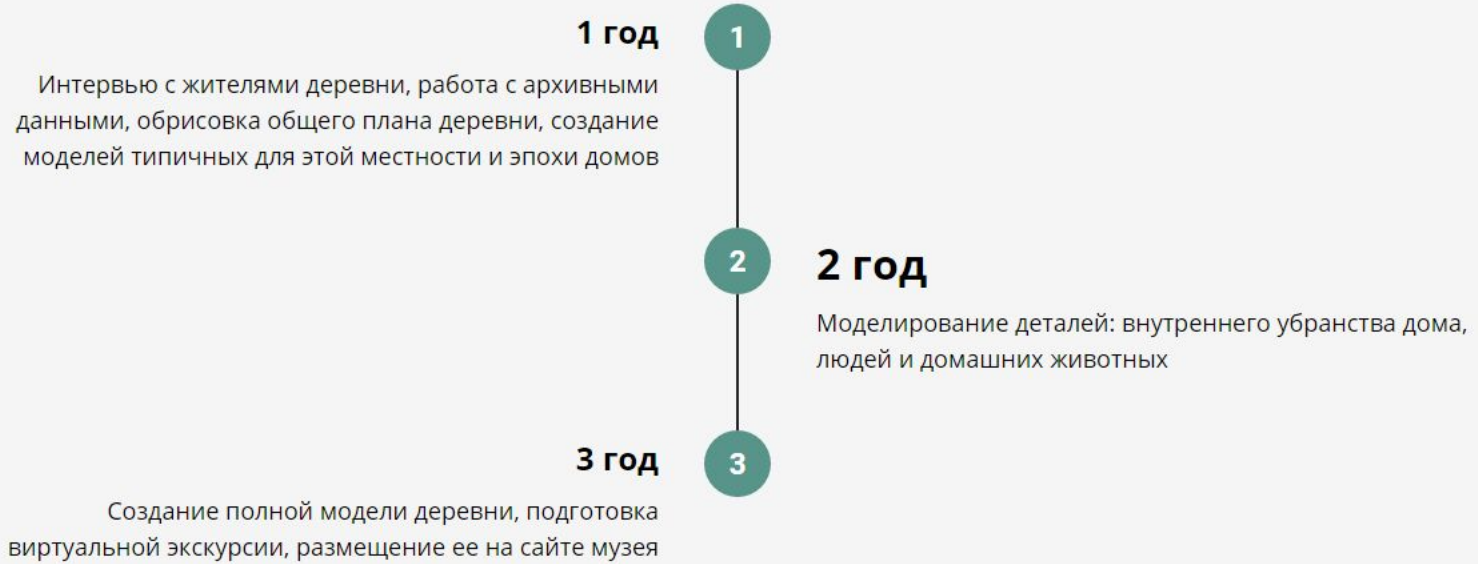 1 год
1
Интервью с жителями деревни, работа с архивными
данными, обрисовка общего плана деревни, создание
моделей типичных для этой местности и эпохи домов
2
2 год
Моделирование деталей: внутреннего убранства дома,
людей и домашних животных
3 год
3
Создание полной модели деревни, подготовка
виртуальной экскурсии, размещение ее на сайте музея